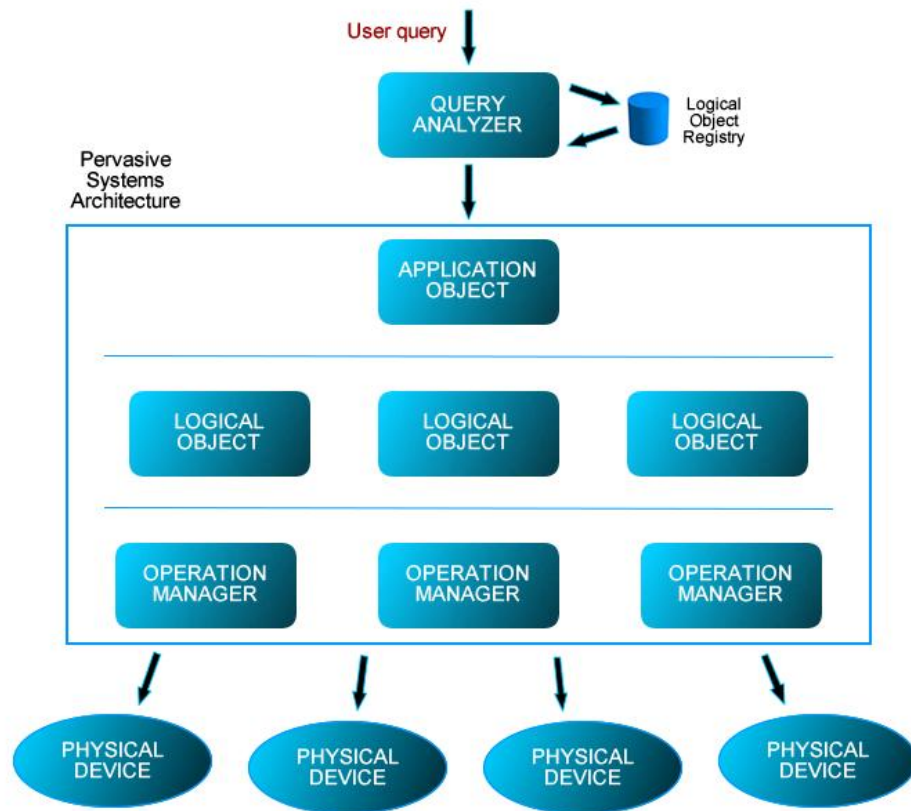 User query
QUERY
ANALYZER
Logical
Object
Registry
Pervasive
Systems
Architecture
APPLICATION
OBJECT
LOGICAL
OBJECT
LOGICAL
OBJECT
LOGICAL
OBJECT
OPERATION
MANAGER
OPERATION
MANAGER
OPERATION
MANAGER
PHYSICAL
DEVICE
PHYSICAL
DEVICE
PHYSICAL
DEVICE
PHYSICAL
DEVICE